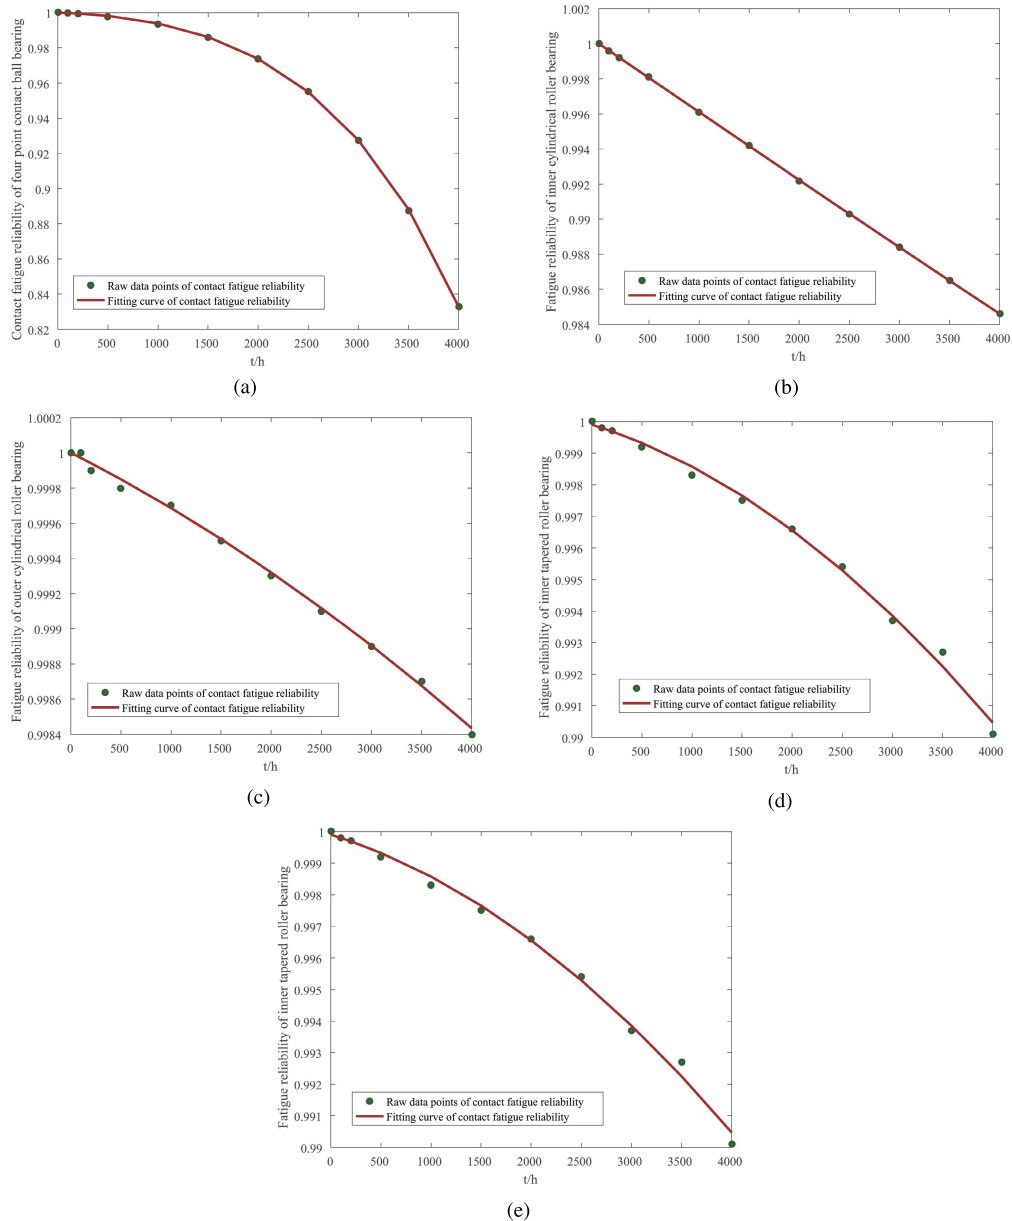 Contact fatigue reliability of four point contact ball bearing
1
0.98
0.96
0.94
0.92
0.9
0.88
0.86
0.84
0.82
Raw data points of contact fatigue reliability
Fitting curve of contact fatigue reliability
0 500 1000 1500 2000 2500 3000 3500 4000
t/h
(a)
Fatigue reliability of inner cylindrical roller bearing
1.002
1
0.998
0.996
0.994
0.992
0.99
0.988
0.986
0.984
Raw data points of contact fatigue reliability
Fitting curve of contact fatigue reliability
0 500 1000 1500 2000 2500 3000 3500 4000
t/h
(b)
Fatigue reliability of outer cylindrical roller bearing
1.0002
1
0.9998
0.9996
0.9994
0.9992
0.999
0.9988
0.9986
0.9984
Raw data points of contact fatigue reliability
Fitting curve of contact fatigue reliability
0 500 1000 1500 2000 2500 3000 3500 4000
t/h
(c)
Fatigue reliability of inner tapered roller bearing
1
0.999
0.998
0.997
0.996
0.995
0.994
0.993
0.992
0.991
0.99
Raw data points of contact fatigue reliability
Fitting curve of contact fatigue reliability
0 500 1000 1500 2000 2500 3000 3500 4000
t/h
(d)
Fatigue reliability of inner tapered roller bearing
1
0.999
0.998
0.997
0.996
0.995
0.994
0.993
0.992
0.991
0.99
Raw data points of contact fatigue reliability
Fitting curve of contact fatigue reliability
0 500 1000 1500 2000 2500 3000 3500 4000
t/h
(e)